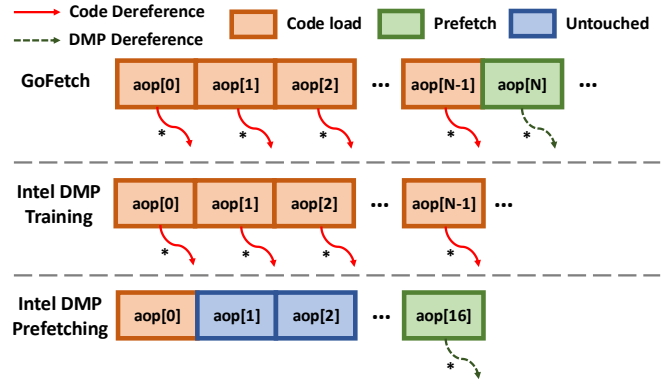 Code Dereference
DMP Dereference
Code load
Prefetch
Untouched
GoFetch
aop[0] aop[1] aop[2] ... aop[N-1] aop[N] ...
* * * * *
Intel DMP
Training
aop[0] aop[1] aop[2] ... aop[N-1] ...
* * * *
Intel DMP
Prefetching
aop[0] aop[1] aop[2] ... aop[16]
*